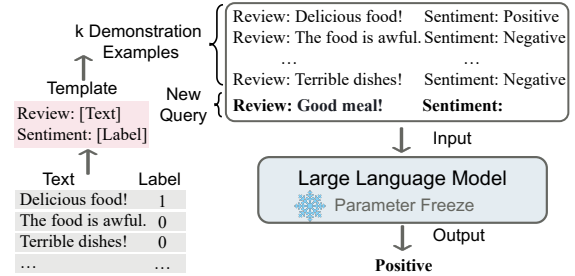 k Demonstration
Examples
Review: Delicious food! Sentiment: Positive
Review: The food is awful. Sentiment: Negative
... ...
Review: Terrible dishes! Sentiment: Negative
New
Query
Review: Good meal! Sentiment:
Template
Review: [Text]
Sentiment: [Label]
Text Label
Delicious food! 1
The food is awful. 0
Terrible dishes! 0
... ...
Input
Large Language Model
Parameter Freeze
Output
Positive